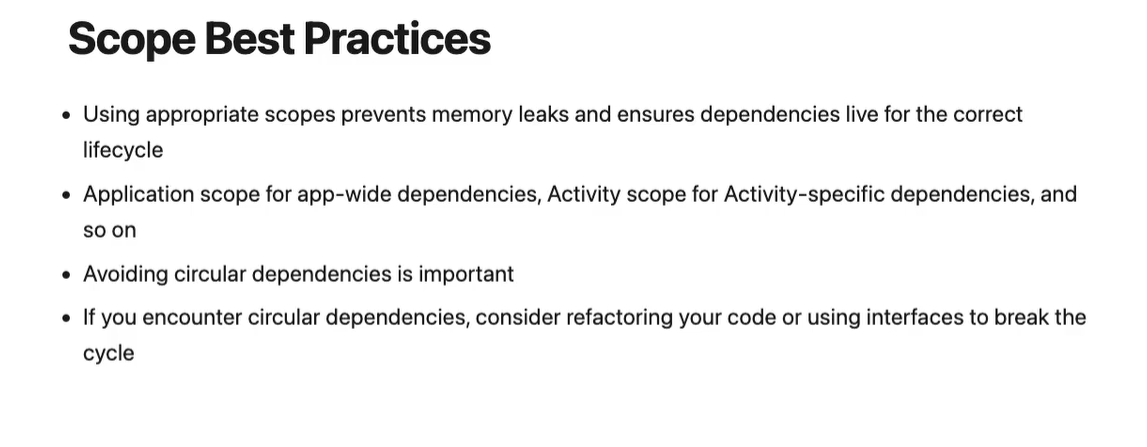 Scope Best Practices
• Using appropriate scopes prevents memory leaks and ensures dependencies live for the correct
lifecycle
• Application scope for app-wide dependencies, Activity scope for Activity-specific dependencies, and
so on
• Avoiding circular dependencies is important
• If you encounter circular dependencies, consider refactoring your code or using interfaces to break the
cycle